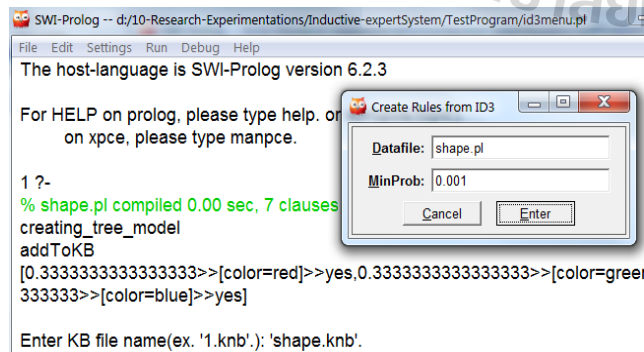 SWI-Prolog -- d:/10-Research-Experimentations/Inductive-expertSystem/TestProgram/id3menu.pl
File Edit Settings Run Debug Help
The host-language is SWI-Prolog version 6.2.3
For HELP on prolog, please type help. or
on xpce, please type manpce.
1 ?-
% shape.pl compiled 0.00 sec, 7 clauses
creating_tree_model
addToKB
[0.3333333333333333>>[color=red]>>yes,0.3333333333333333>>[color=green
333333>>[color=blue]>>yes]
Enter KB file name(ex. '1.knb'.): 'shape.knb'.
Create Rules from ID3
Datafile: shape.pl
MinProb: 0.001
Cancel Enter